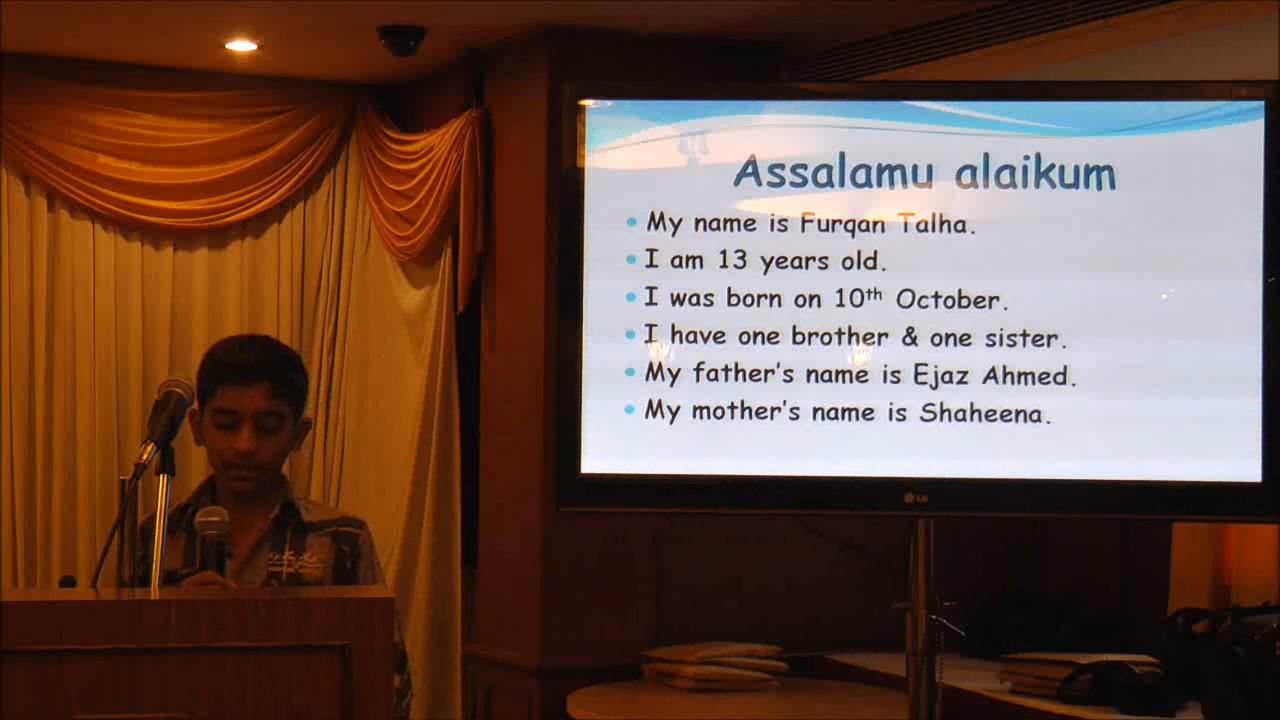 Assalamu alaikum
• My name is Furqan Talha.
• I am 13 years old.
• I was born on 10th October.
• I have one brother & one sister.
• My father's name is Ejaz Ahmed.
• My mother's name is Shaheena.
LG